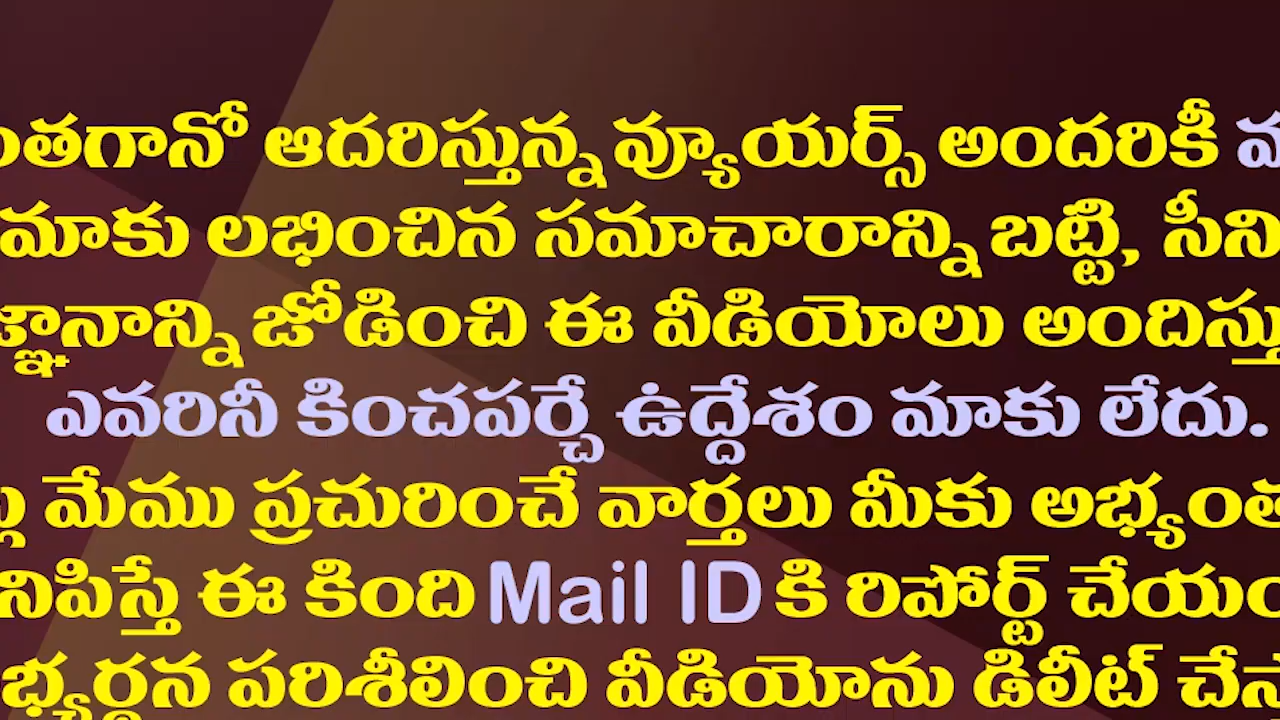 ఆదరిస్తున్న వ్యూయర్స్ అందరికీ
మాకు లభించిన సమాచారాన్ని బట్టి,
జోడించి ఈ వీడియోలు
ఎవరినీ కించపర్చే ఉద్దేశం మాకు లేదు.
మేము ప్రచురించే వార్తలు మీకు
ఈ కింది Mail ID కి రిపోర్ట్
పరిశీలించి వీడియోను డిలీట్